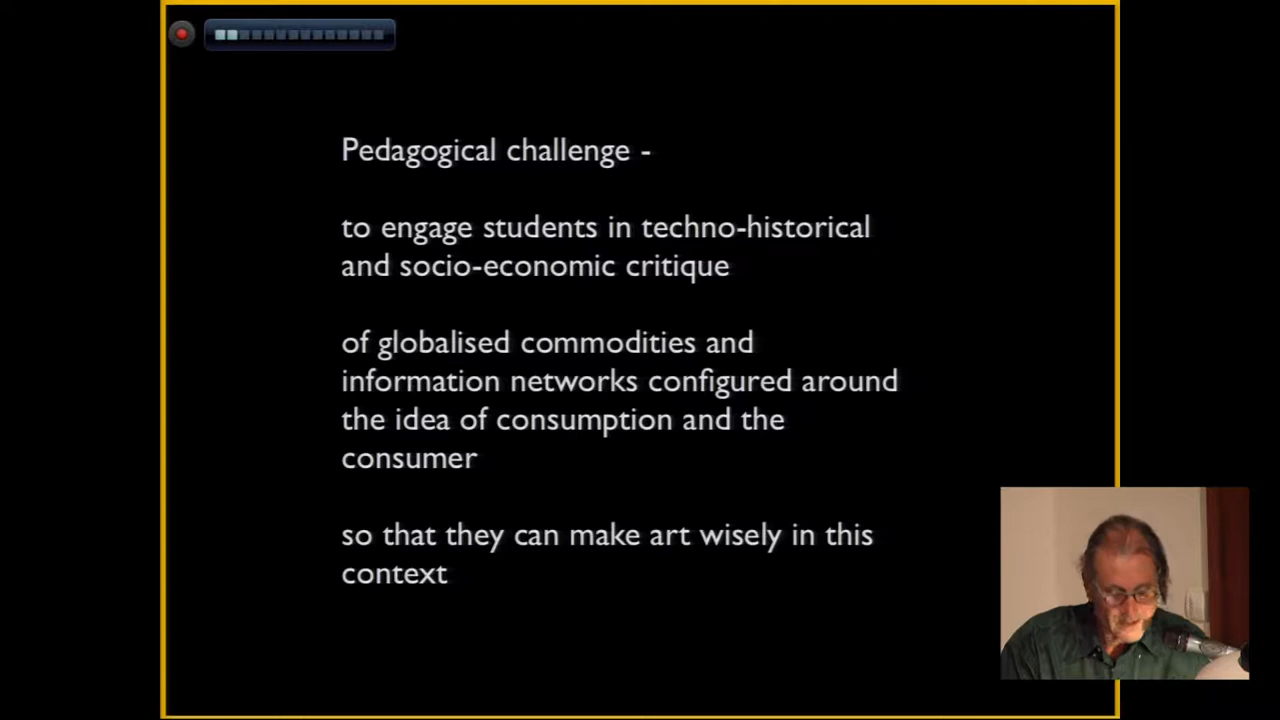 Pedagogical challenge -
to engage students in techno-historical
and socio-economic critique
of globalised commodities and
information networks configured around
the idea of consumption and the
consumer
so that they can make art wisely in this
context